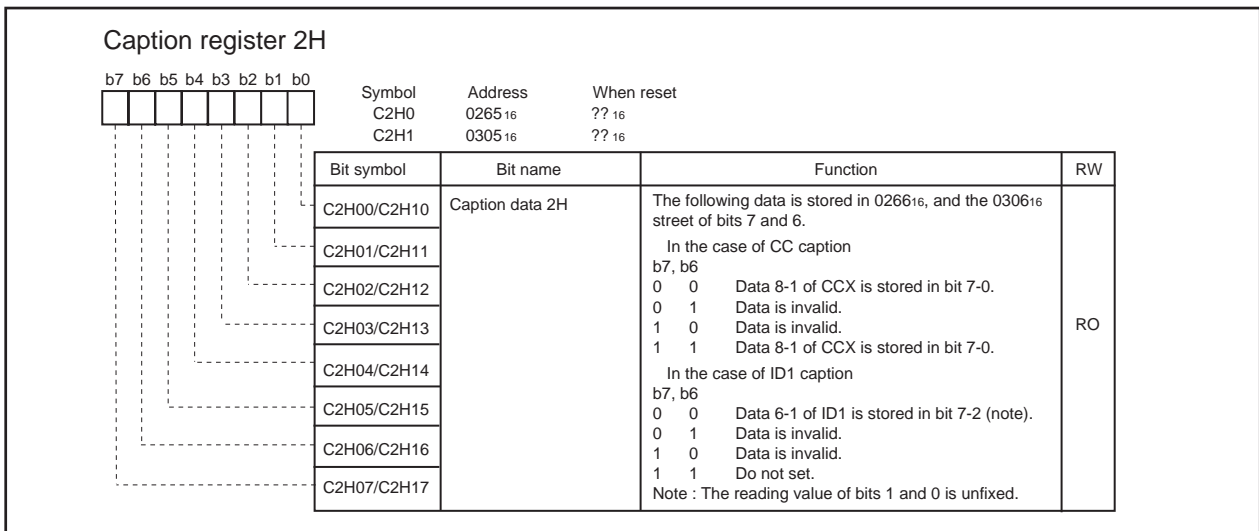 Caption register 2H
b7 b6 b5 b4 b3 b2 b1 b0
Symbol Address When reset
C2H0 026516 ??16
C2H1 030516 ??16
Bit symbol Bit name Function RW
C2H00/C2H10 Caption data 2H The following data is stored in 026616, and the 030616
street of bits 7 and 6.
C2H01/C2H11 In the case of CC caption
b7, b6
C2H02/C2H12 0 0 Data 8-1 of CCX is stored in bit 7-0.
0 1 Data is invalid.
C2H03/C2H13 1 0 Data is invalid. RO
1 1 Data 8-1 of CCX is stored in bit 7-0.
C2H04/C2H14 In the case of ID1 caption
b7, b6
C2H05/C2H15 0 0 Data 6-1 of ID1 is stored in bit 7-2 (note).
0 1 Data is invalid.
C2H06/C2H16 1 0 Data is invalid.
1 1 Do not set.
C2H07/C2H17 Note : The reading value of bits 1 and 0 is unfixed.